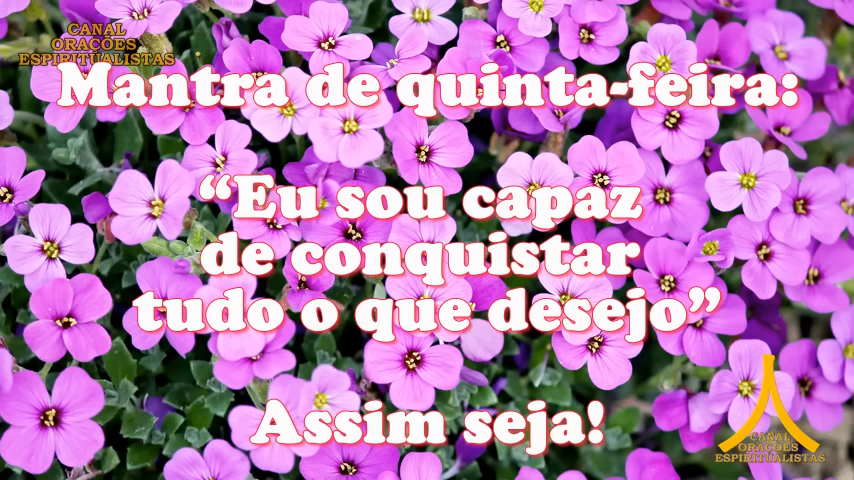 CANAL
ORAÇÕES
ESPIRITUALISTAS
Mantra de quinta-feira:
“Eu sou capaz
de conquistar
tudo o que desejo”
Assim seja!
CANAL
ORAÇÕES
ESPIRITUALISTAS